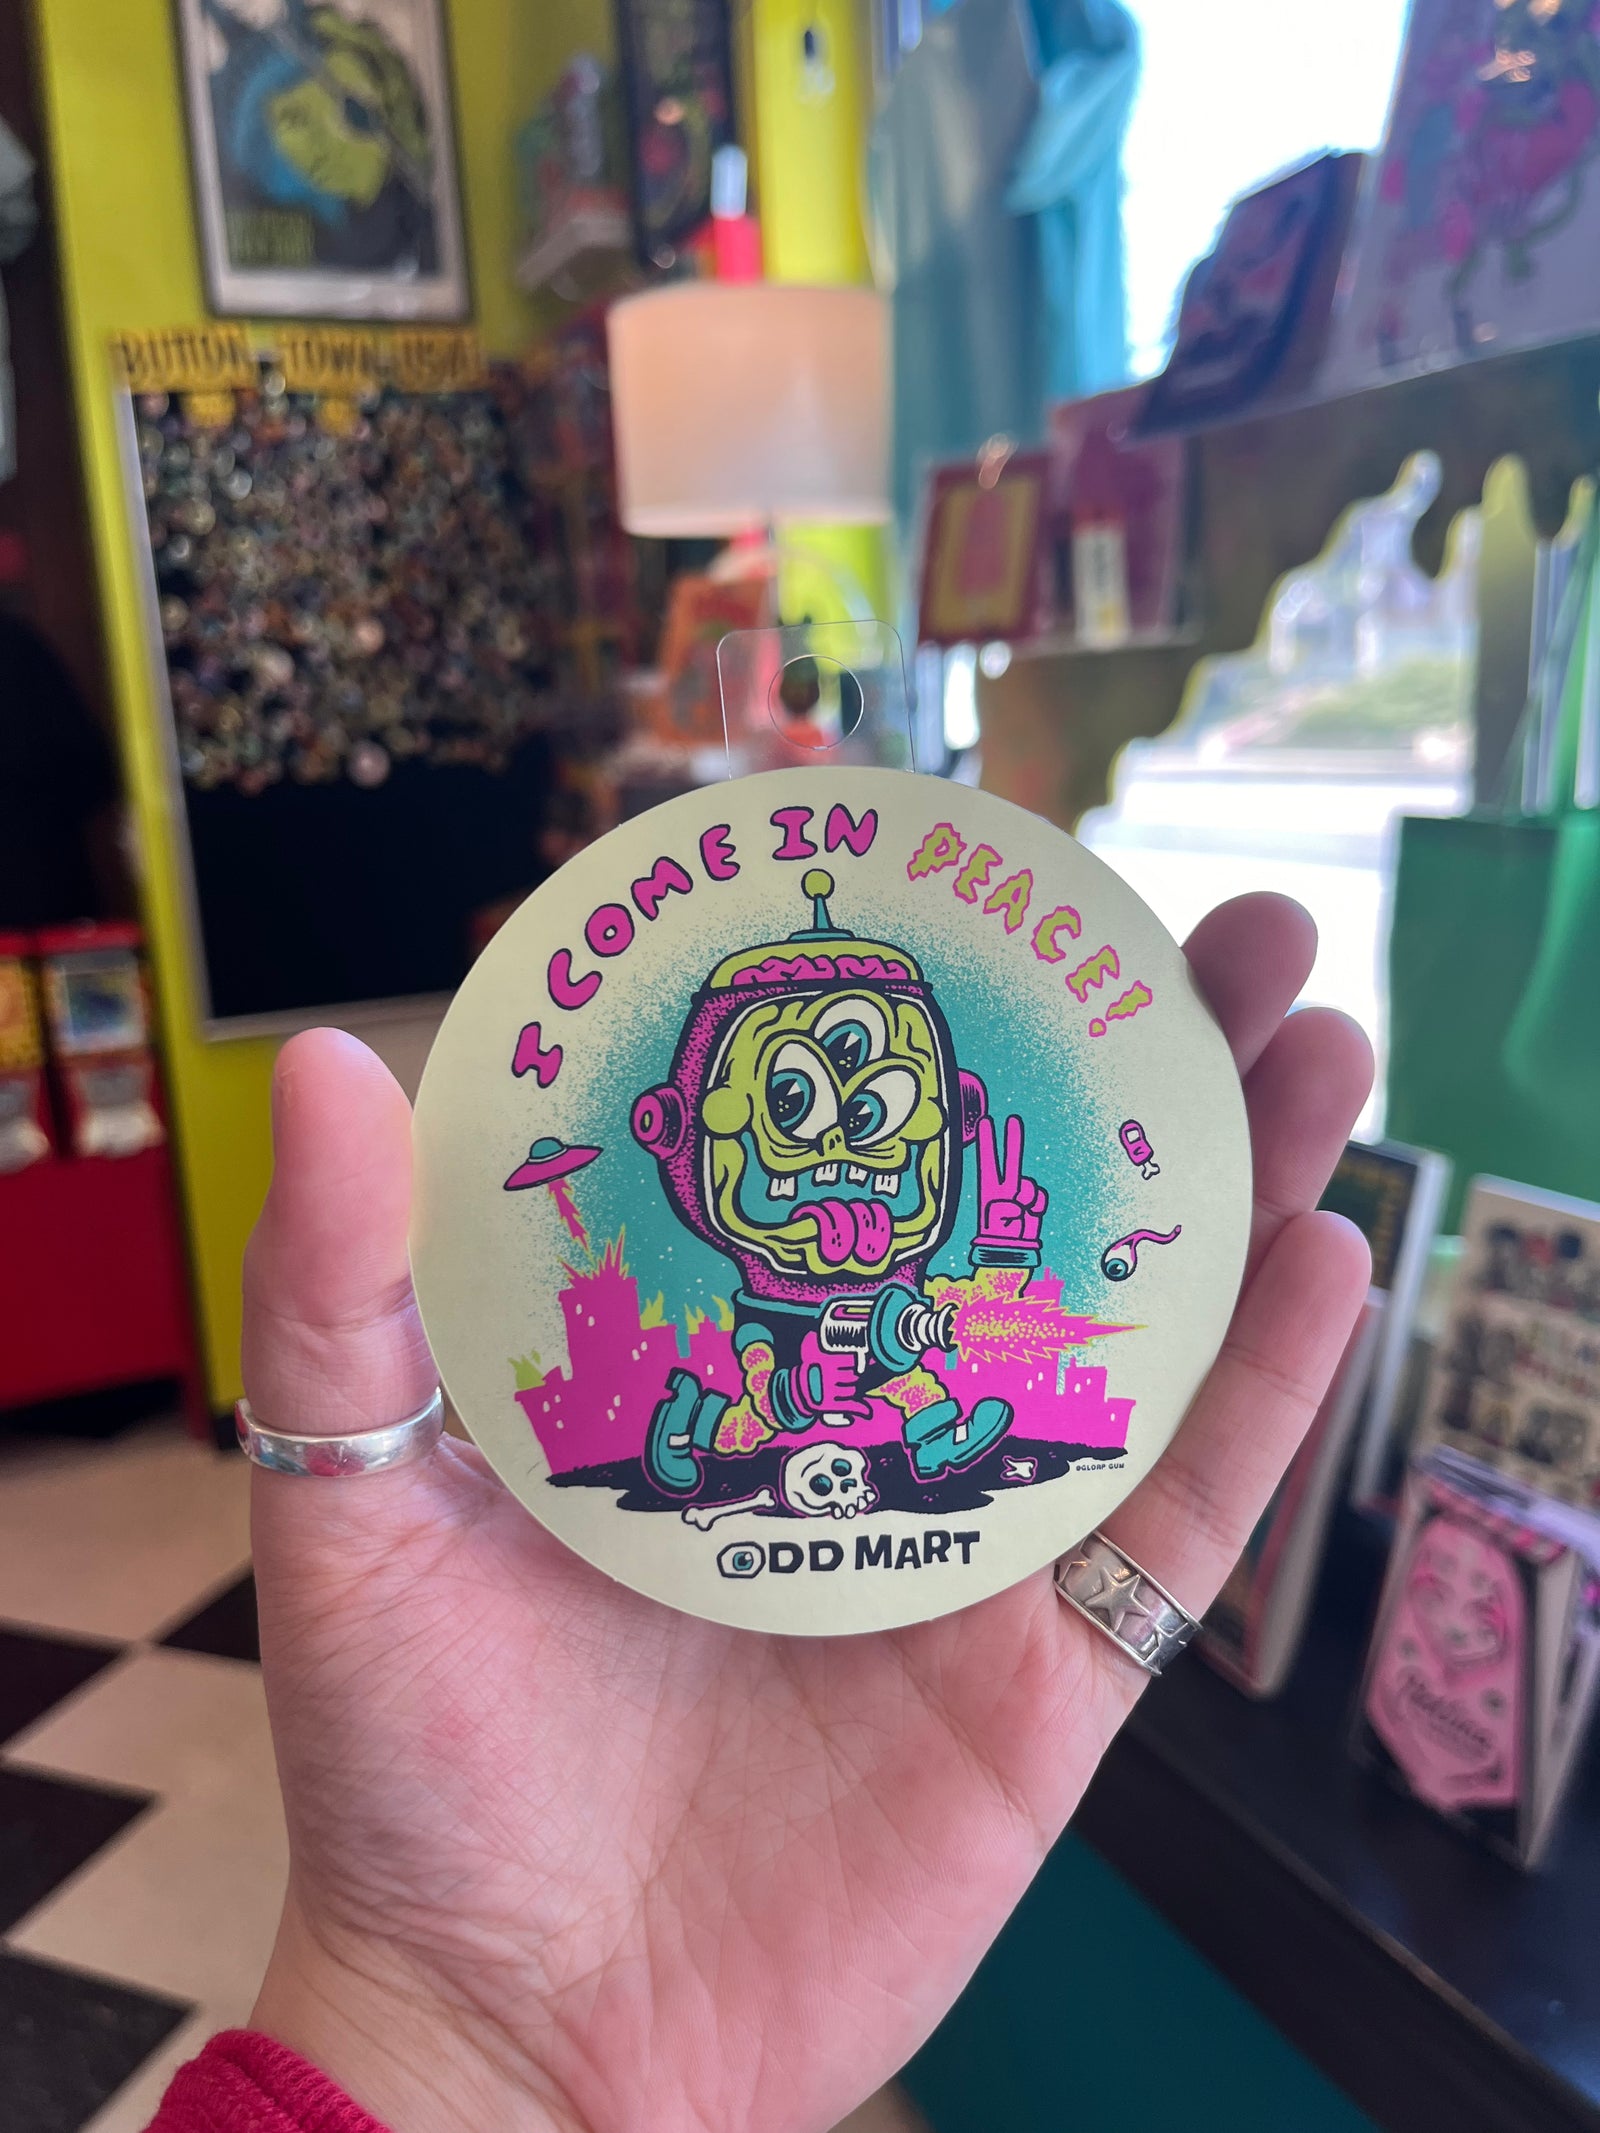 BUTTON TOWN USA
I COME IN PEACE!
©GLORP GUM
ODD MART